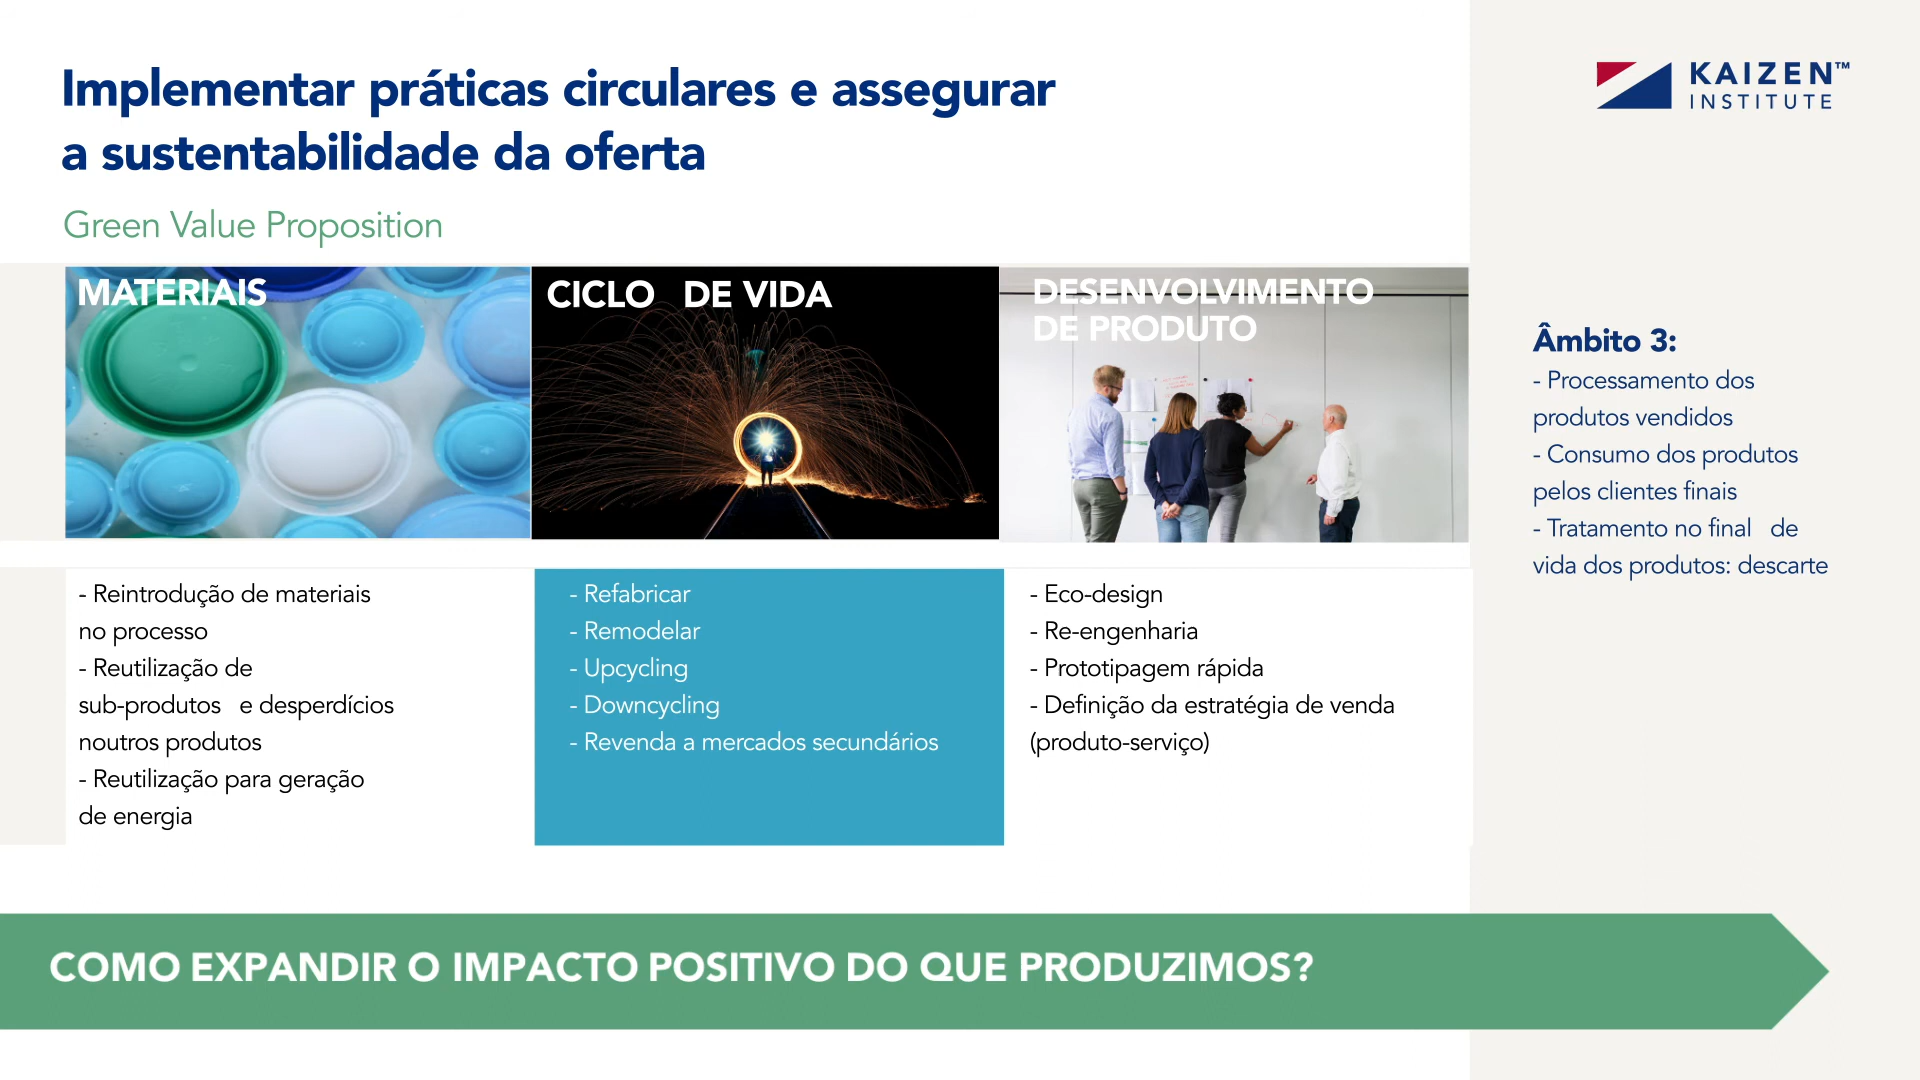 Implementar práticas circulares e assegurar
a sustentabilidade da oferta
KAIZEN™
INSTITUTE
Green Value Proposition
MATERIAIS
CICLO DE VIDA
DESENVOLVIMENTO
DE PRODUTO
- Reintrodução de materiais
no processo
- Reutilização de
sub-produtos e desperdícios
noutros produtos
- Reutilização para geração
de energia
- Refabricar
- Remodelar
- Upcycling
- Downcycling
- Revenda a mercados secundários
- Eco-design
- Re-engenharia
- Prototipagem rápida
- Definição da estratégia de venda
(produto-serviço)
Âmbito 3:
- Processamento dos
produtos vendidos
- Consumo dos produtos
pelos clientes finais
- Tratamento no final de
vida dos produtos: descarte
COMO EXPANDIR O IMPACTO POSITIVO DO QUE PRODUZIMOS?